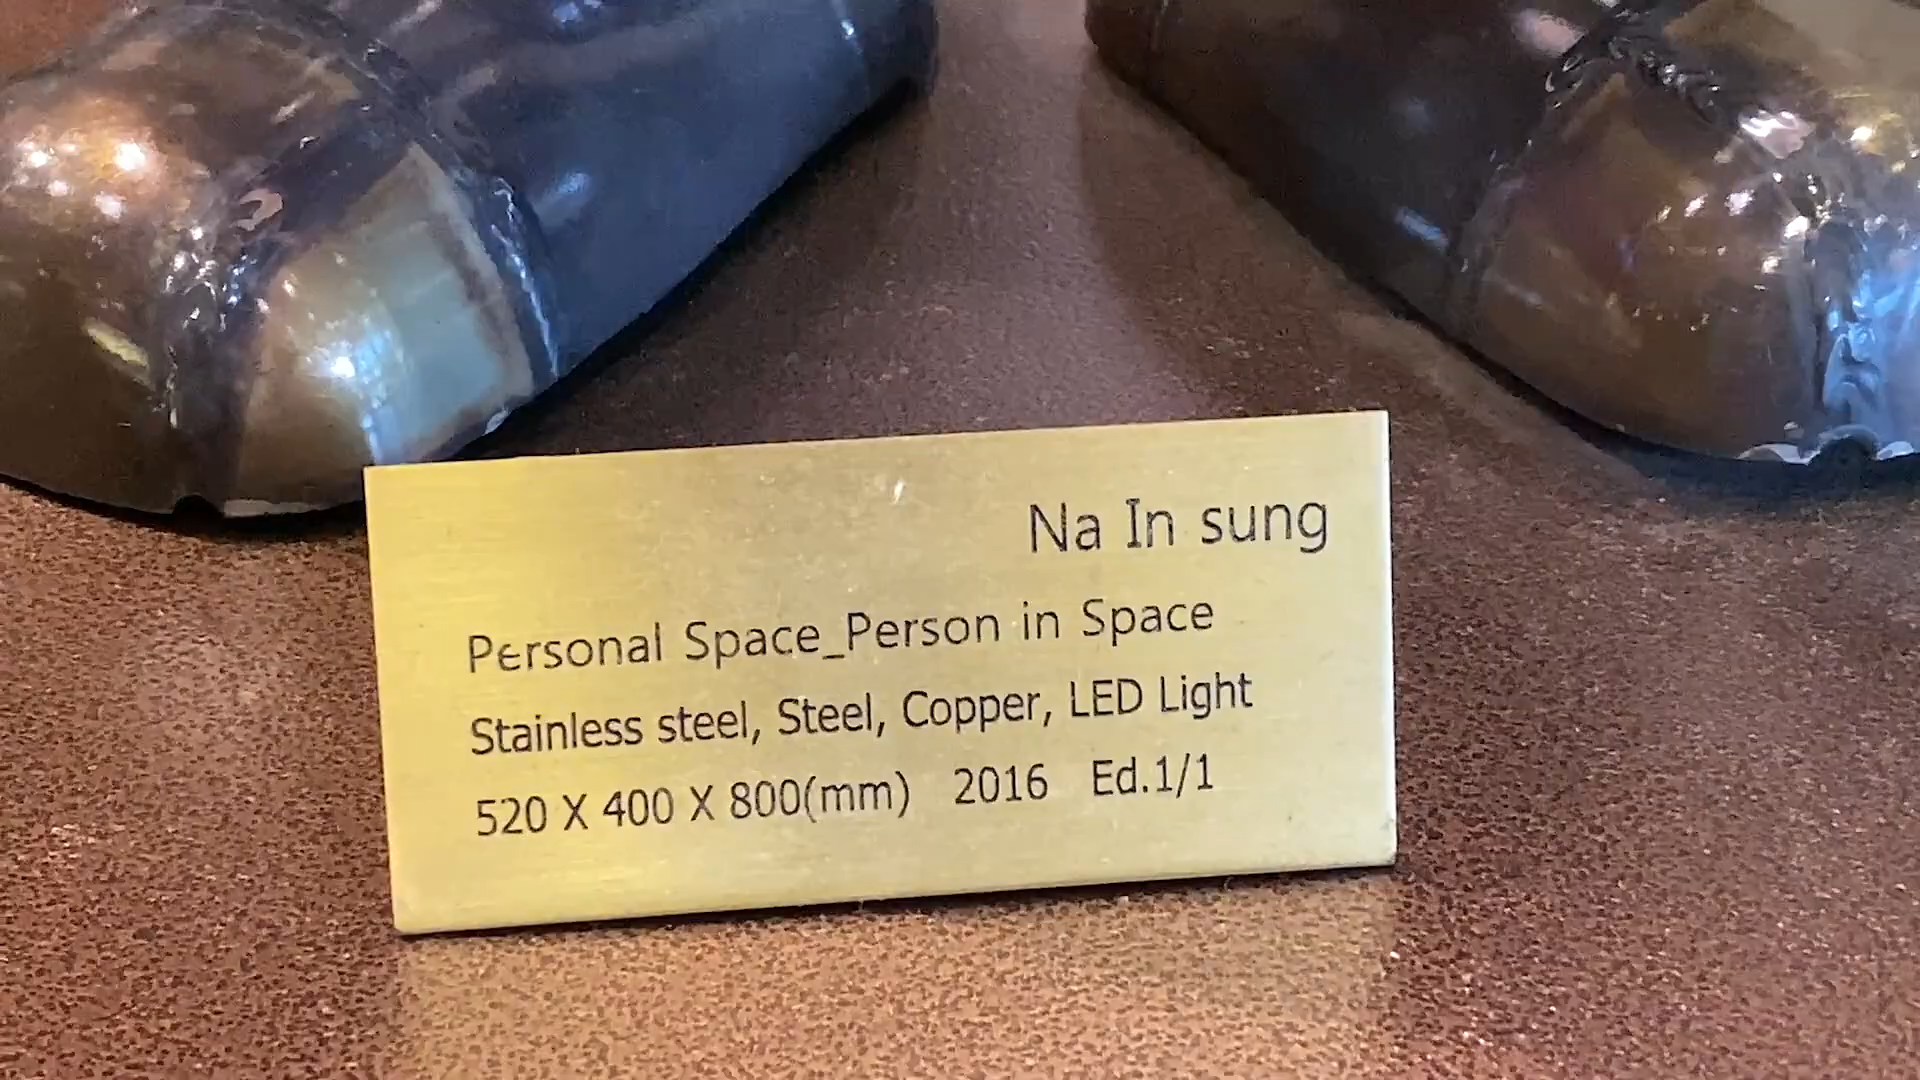 Na In sung
Personal Space_Person in Space
Stainless steel, Steel, Copper, LED Light
520 X 400 X 800(mm) 2016 Ed.1/1